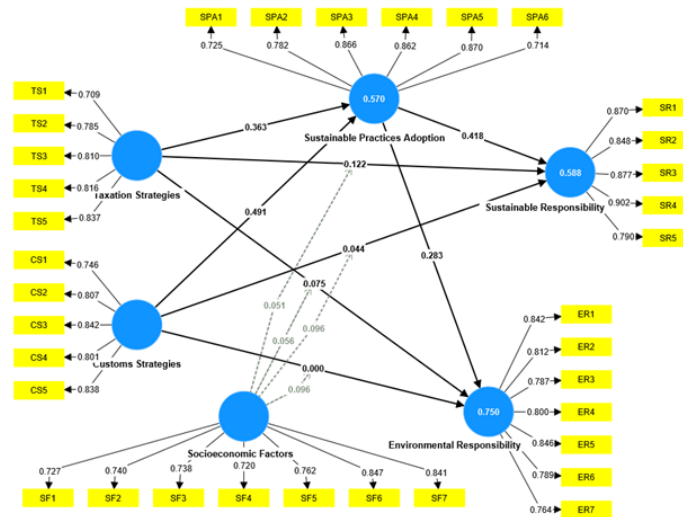 SPA1 SPA2 SPA3 SPA4 SPA5 SPA6
0.725 0.782 0.866 0.862 0.870 0.714
TS1 0.709
TS2 0.785
TS3 0.810
TS4 0.816
TS5 0.837
Taxation Strategies
0.570
Sustainable Practices Adoption
0.363
0.418
0.122
0.491
0.044
0.283
0.075
0.000
0.051
0.056
0.096
0.096
0.870 SR1
0.848 SR2
0.877 SR3
0.902 SR4
0.790 SR5
0.588
Sustainable Responsibility
CS1 0.746
CS2 0.807
CS3 0.842
CS4 0.801
CS5 0.838
Customs Strategies
0.842 ER1
0.812 ER2
0.787 ER3
0.800 ER4
0.846 ER5
0.789 ER6
0.764 ER7
0.750
Environmental Responsibility
Socioeconomic Factors
0.727 0.740 0.738 0.720 0.762 0.847 0.841
SF1 SF2 SF3 SF4 SF5 SF6 SF7